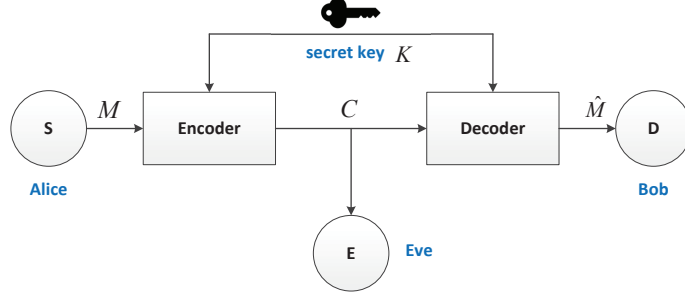 secret key K
S
M
Encoder
C
Decoder
M̂
D
Alice
Bob
E
Eve